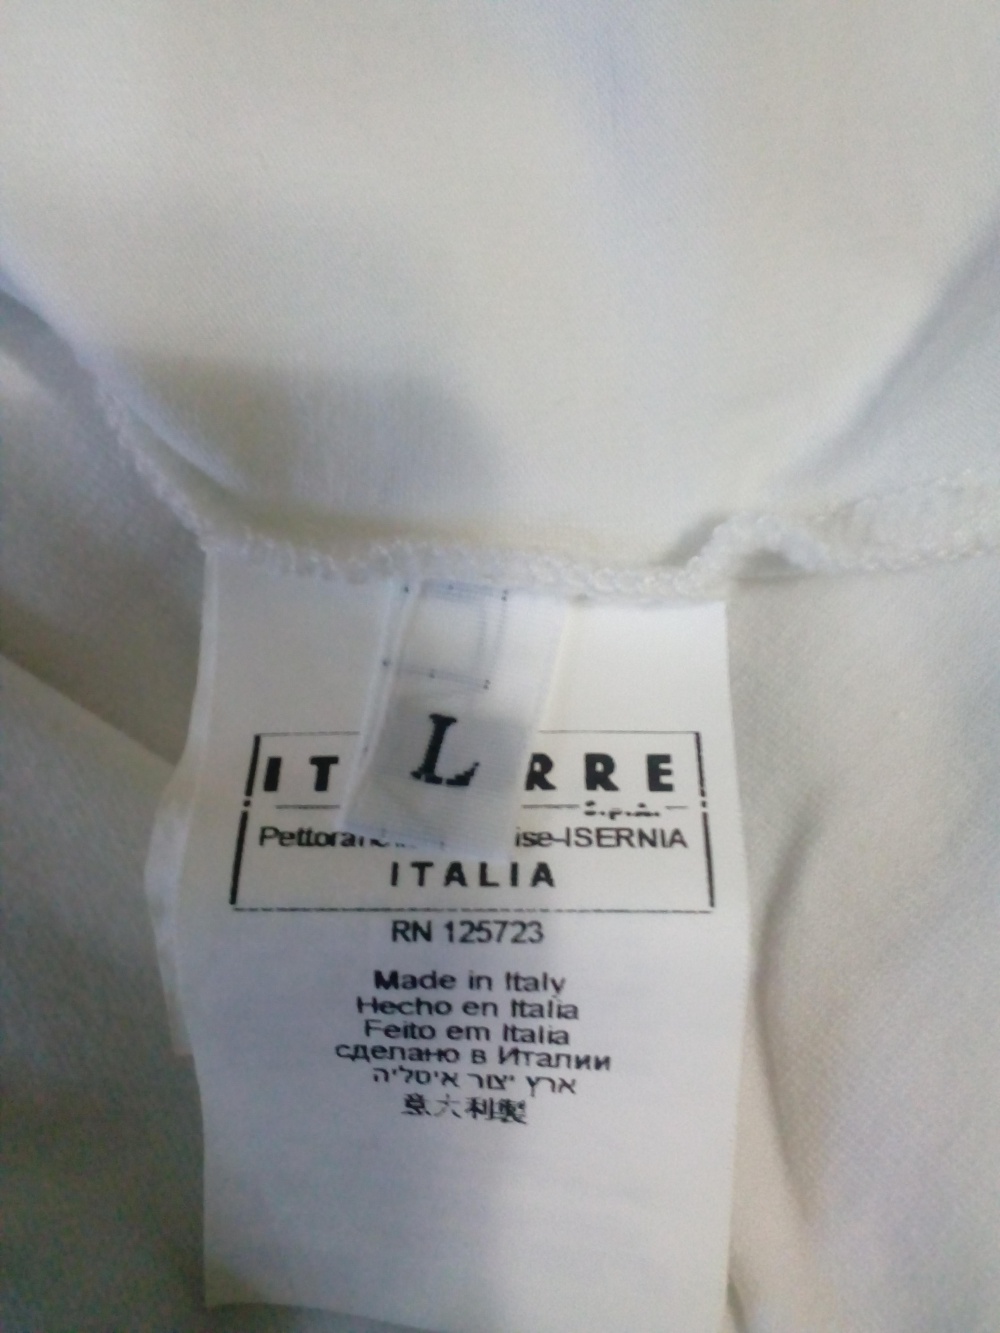 L
IT RRE
S.p.A.
ise-ISERNIA
ITALIA
RN 125723
Made in Italy
Hecho en Italia
Feito em Italia
сделано в Италии
ארץ יצור איטליה
意大利製